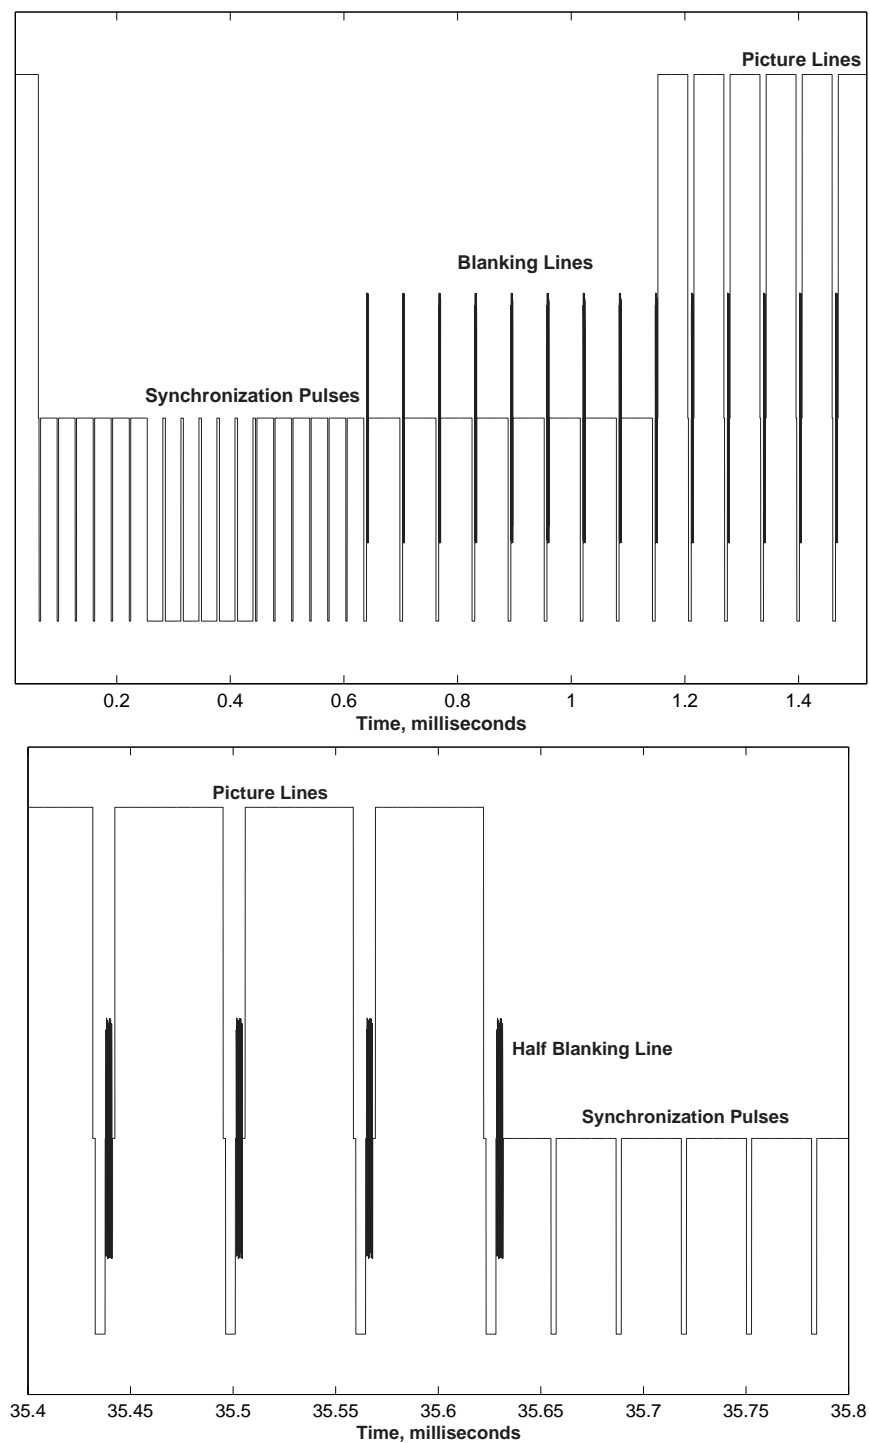 Picture Lines
Blanking Lines
Synchronization Pulses
0.2 0.4 0.6 0.8 1 1.2 1.4
Time, milliseconds
Picture Lines
Half Blanking Line
Synchronization Pulses
35.4 35.45 35.5 35.55 35.6 35.65 35.7 35.75 35.8
Time, milliseconds